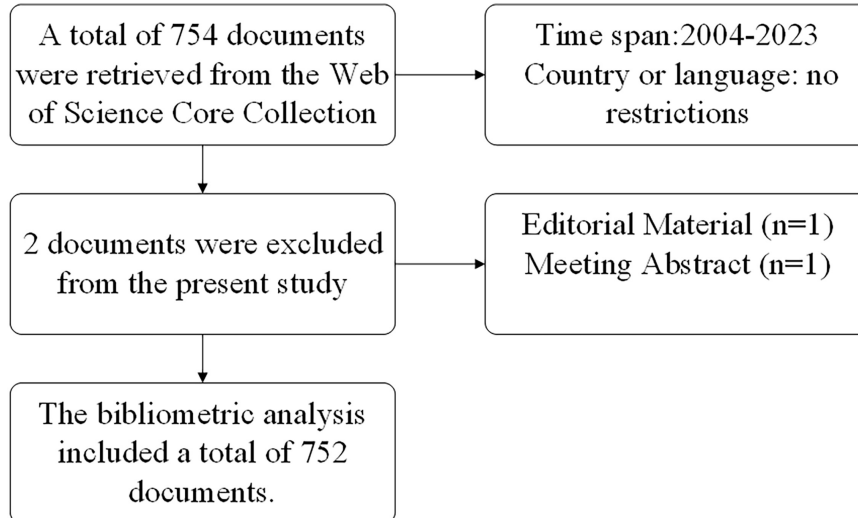 A total of 754 documents
were retrieved from the Web
of Science Core Collection
Time span:2004-2023
Country or language: no
restrictions
2 documents were excluded
from the present study
Editorial Material (n=1)
Meeting Abstract (n=1)
The bibliometric analysis
included a total of 752
documents.